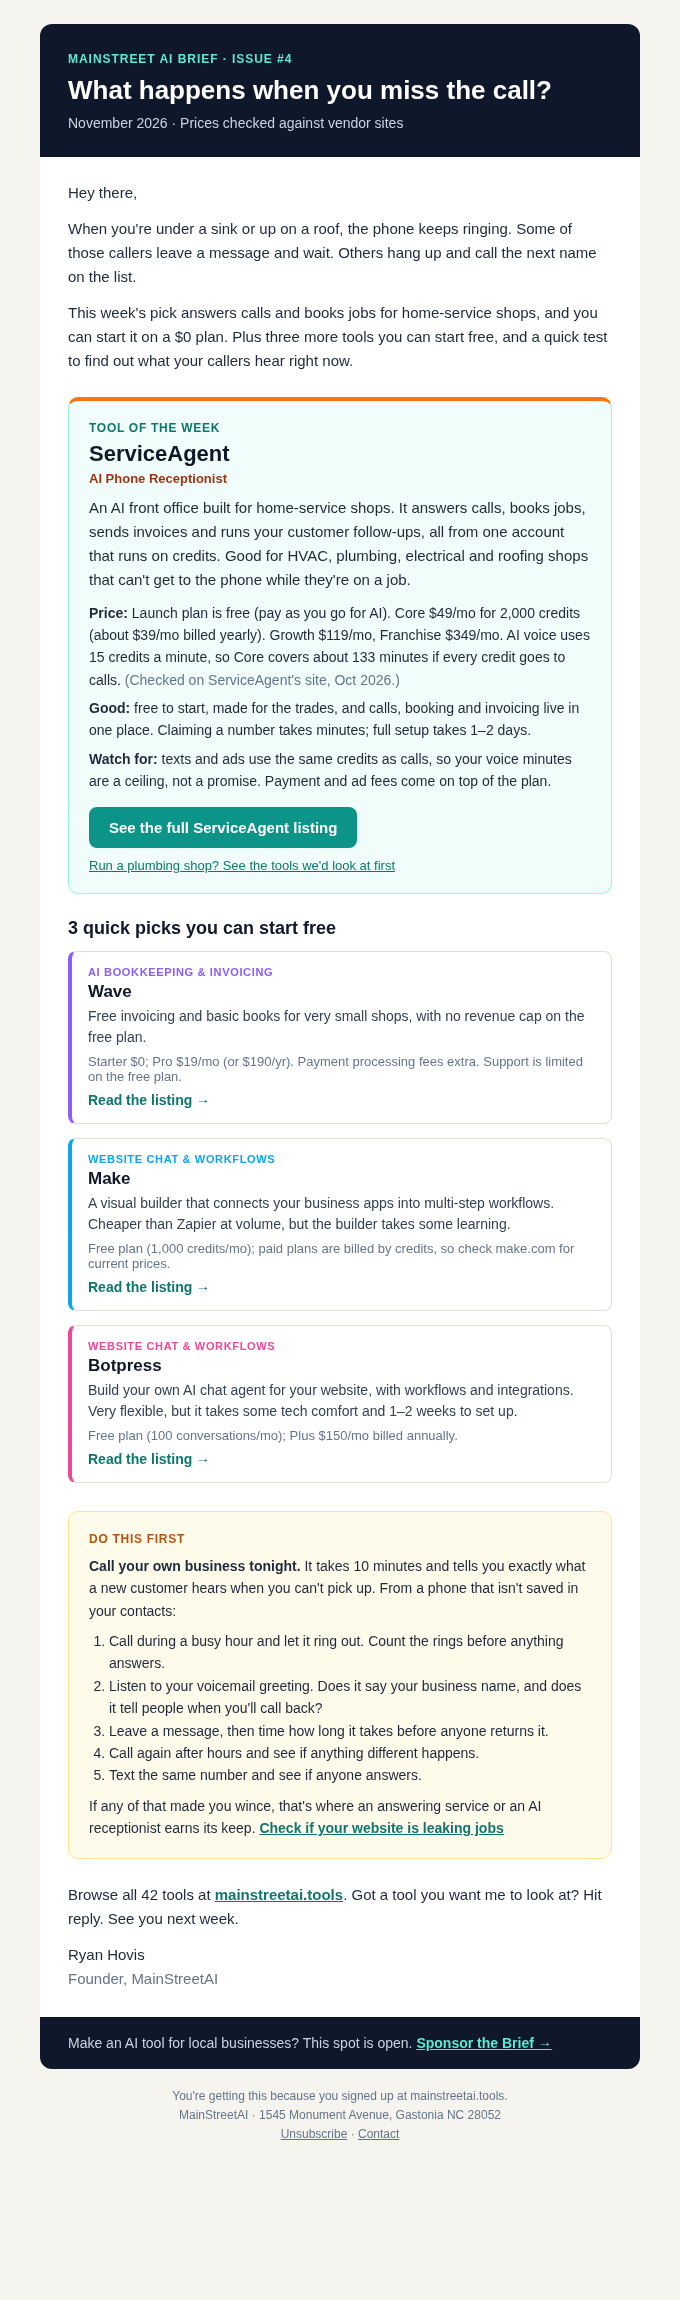 MAINSTREET AI BRIEF · ISSUE #4
What happens when you miss the call?
November 2026 · Prices checked against vendor sites
Hey there,
When you're under a sink or up on a roof, the phone keeps ringing. Some of
those callers leave a message and wait. Others hang up and call the next name
on the list.
This week's pick answers calls and books jobs for home-service shops, and you
can start it on a $0 plan. Plus three more tools you can start free, and a quick test
to find out what your callers hear right now.
TOOL OF THE WEEK
ServiceAgent
AI Phone Receptionist
An AI front office built for home-service shops. It answers calls, books jobs,
sends invoices and runs your customer follow-ups, all from one account
that runs on credits. Good for HVAC, plumbing, electrical and roofing shops
that can't get to the phone while they're on a job.
Price: Launch plan is free (pay as you go for AI). Core $49/mo for 2,000 credits
(about $39/mo billed yearly). Growth $119/mo, Franchise $349/mo. AI voice uses
15 credits a minute, so Core covers about 133 minutes if every credit goes to
calls. (Checked on ServiceAgent's site, Oct 2026.)
Good: free to start, made for the trades, and calls, booking and invoicing live in
one place. Claiming a number takes minutes; full setup takes 1–2 days.
Watch for: texts and ads use the same credits as calls, so your voice minutes
are a ceiling, not a promise. Payment and ad fees come on top of the plan.
See the full ServiceAgent listing
Run a plumbing shop? See the tools we'd look at first
3 quick picks you can start free
AI BOOKKEEPING & INVOICING
Wave
Free invoicing and basic books for very small shops, with no revenue cap on the
free plan.
Starter $0; Pro $19/mo (or $190/yr). Payment processing fees extra. Support is limited
on the free plan.
Read the listing →
WEBSITE CHAT & WORKFLOWS
Make
A visual builder that connects your business apps into multi-step workflows.
Cheaper than Zapier at volume, but the builder takes some learning.
Free plan (1,000 credits/mo); paid plans are billed by credits, so check make.com for
current prices.
Read the listing →
WEBSITE CHAT & WORKFLOWS
Botpress
Build your own AI chat agent for your website, with workflows and integrations.
Very flexible, but it takes some tech comfort and 1–2 weeks to set up.
Free plan (100 conversations/mo); Plus $150/mo billed annually.
Read the listing →
DO THIS FIRST
Call your own business tonight. It takes 10 minutes and tells you exactly what
a new customer hears when you can't pick up. From a phone that isn't saved in
your contacts:
1. Call during a busy hour and let it ring out. Count the rings before anything
answers.
2. Listen to your voicemail greeting. Does it say your business name, and does
it tell people when you'll call back?
3. Leave a message, then time how long it takes before anyone returns it.
4. Call again after hours and see if anything different happens.
5. Text the same number and see if anyone answers.
If any of that made you wince, that's where an answering service or an AI
receptionist earns its keep. Check if your website is leaking jobs
Browse all 42 tools at mainstreetai.tools. Got a tool you want me to look at? Hit
reply. See you next week.
Ryan Hovis
Founder, MainStreetAI
Make an AI tool for local businesses? This spot is open. Sponsor the Brief →
You're getting this because you signed up at mainstreetai.tools.
MainStreetAI · 1545 Monument Avenue, Gastonia NC 28052
Unsubscribe · Contact